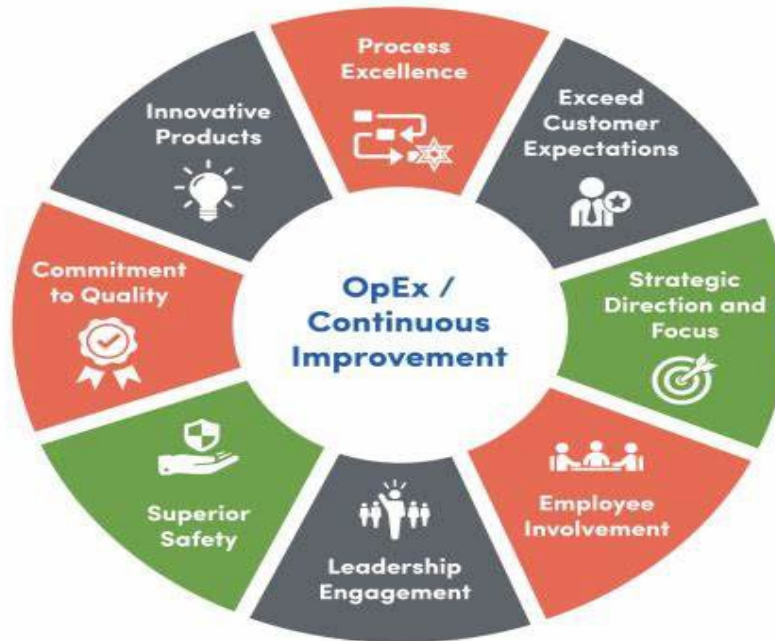 Process
Excellence
Exceed
Customer
Expectations
Strategic
Direction and
Focus
Employee
Involvement
Leadership
Engagement
Superior
Safety
Commitment
to Quality
Innovative
Products
OpEx /
Continuous
Improvement